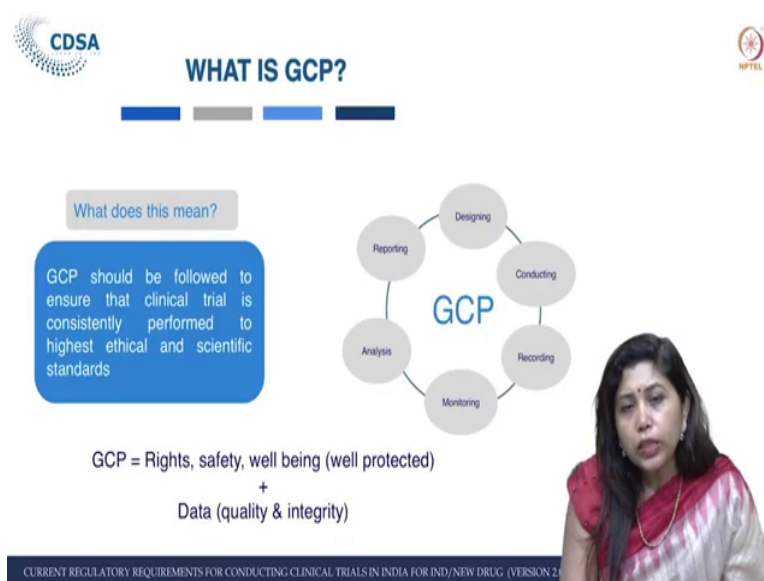 CDSA
WHAT IS GCP?
NPTEL
What does this mean?
GCP should be followed to
ensure that clinical trial is
consistently performed to
highest ethical and scientific
standards
Designing
Reporting
Conducting
GCP
Analysis
Recording
Monitoring
GCP = Rights, safety, well being (well protected)
+
Data (quality & integrity)
CURRENT REGULATORY REQUIREMENTS FOR CONDUCTING CLINICAL TRIALS IN INDIA FOR IND/NEW DRUG (VERSION 2